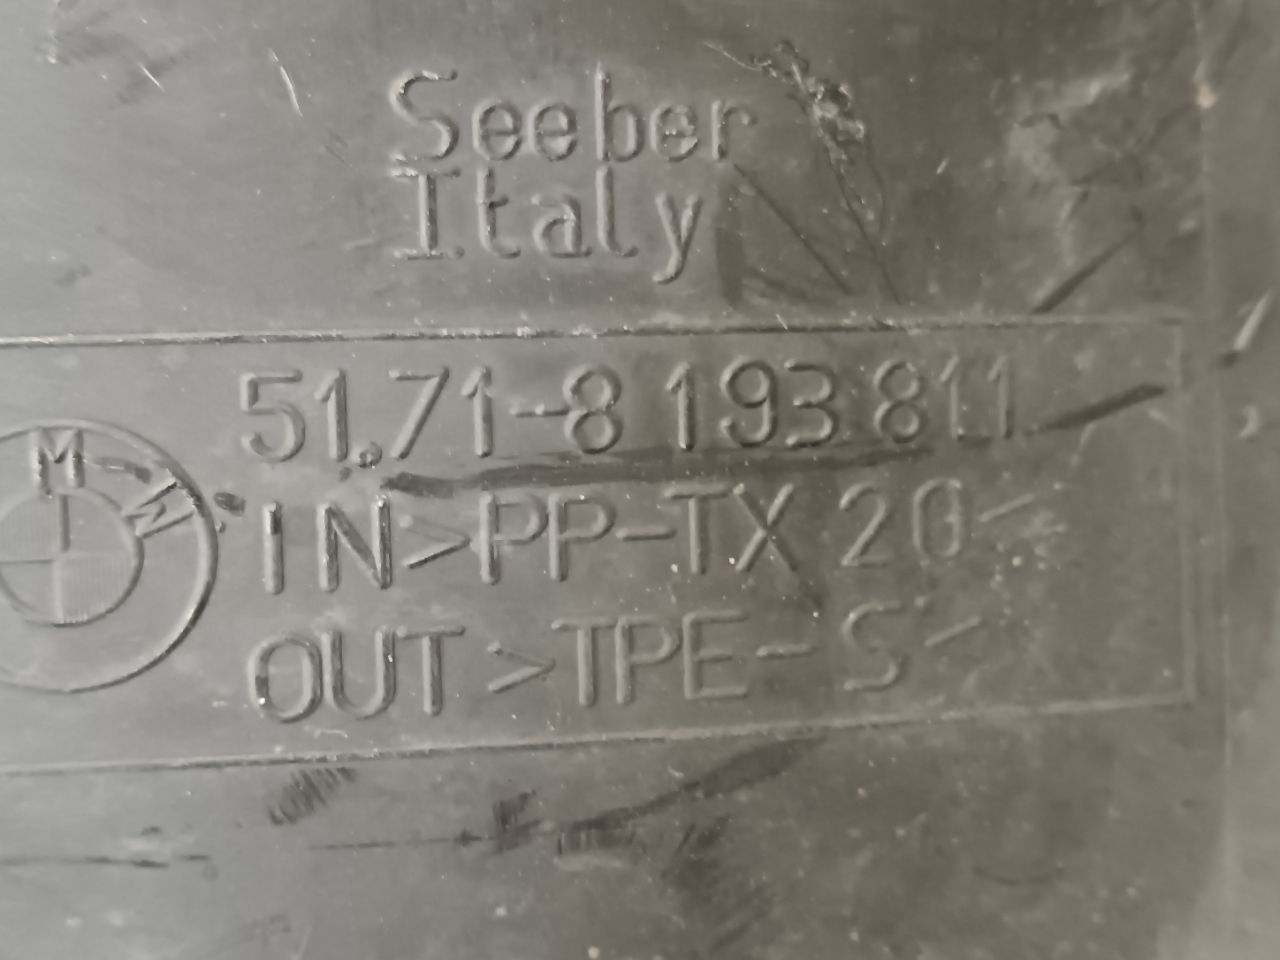 Seeber
Italy
51.71-8 193 811
M W
IN>PP-TX 20<
OUT>TPE-S<